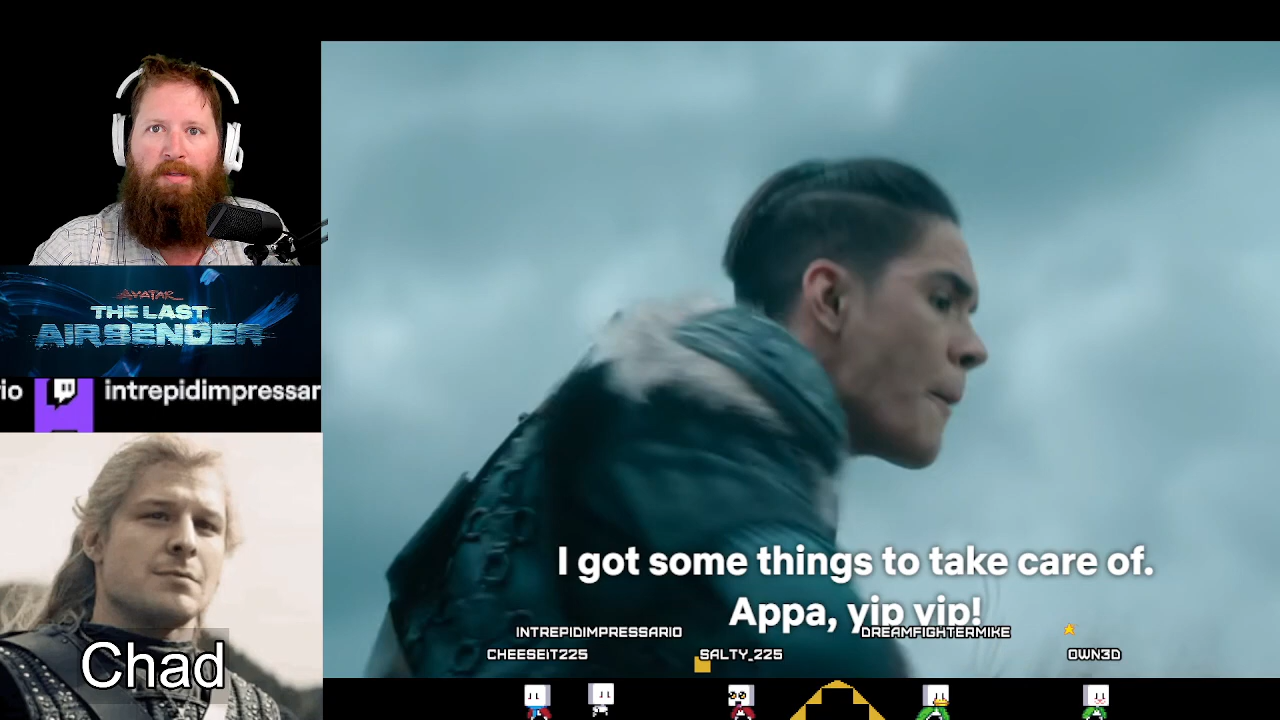 AVATAR
THE LAST
AIRBENDER
io intrepidimpressar
Chad
I got some things to take care of.
Appa, yip yip!
INTREPIDIMPRESSARIO
DREAMFIGHTERMIKE
CHEESEIT225
SALTY_225
OWN3D